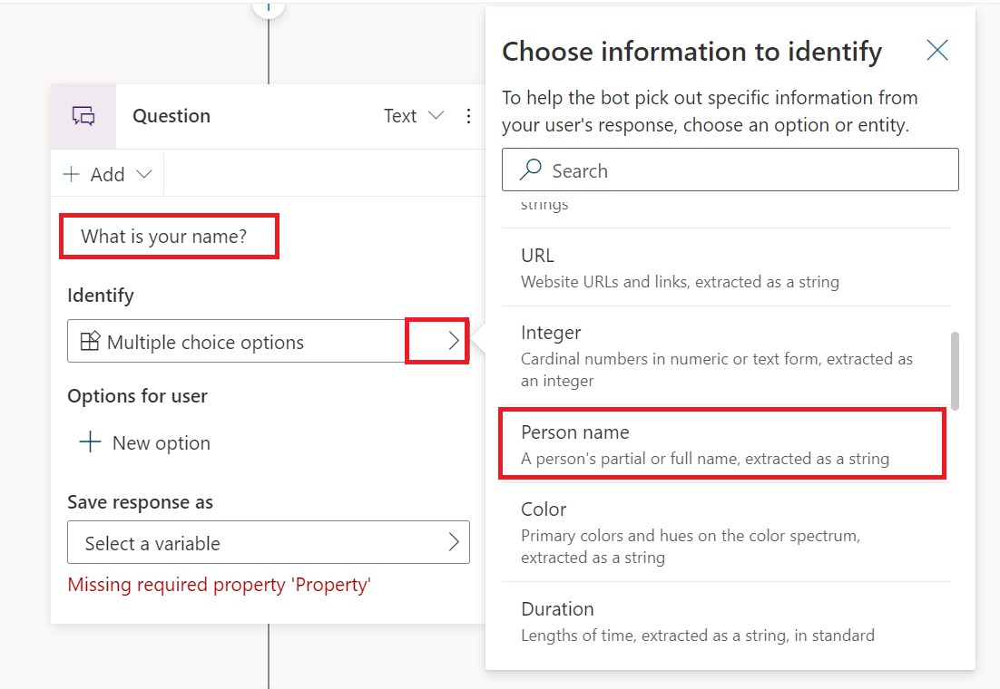 Question
Text
Add
What is your name?
Identify
Multiple choice options
Options for user
New option
Save response as
Select a variable
Missing required property 'Property'
Choose information to identify
To help the bot pick out specific information from
your user's response, choose an option or entity.
Search
strings
URL
Website URLs and links, extracted as a string
Integer
Cardinal numbers in numeric or text form, extracted as
an integer
Person name
A person's partial or full name, extracted as a string
Color
Primary colors and hues on the color spectrum,
extracted as a string
Duration
Lengths of time, extracted as a string, in standard